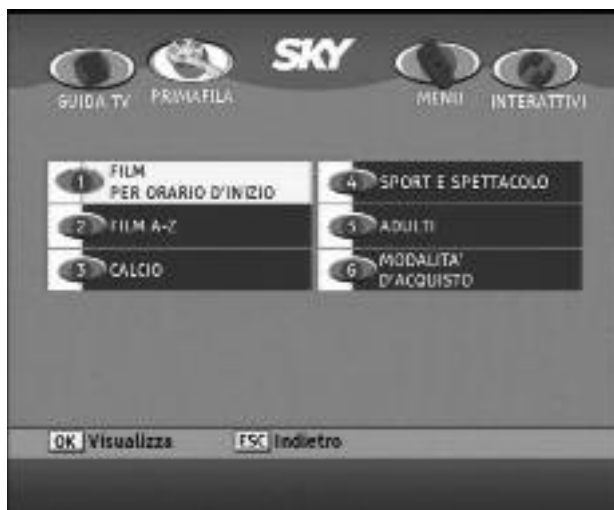 SKY
GUIDA TV
PRIMAFILA
MENU
INTERATTIVI
1 FILM
PER ORARIO D'INIZIO
2 FILM A-Z
3 CALCIO
4 SPORT E SPETTACOLO
5 ADULTI
6 MODALITA'
D'ACQUISTO
OK Visualizza
ESC Indietro